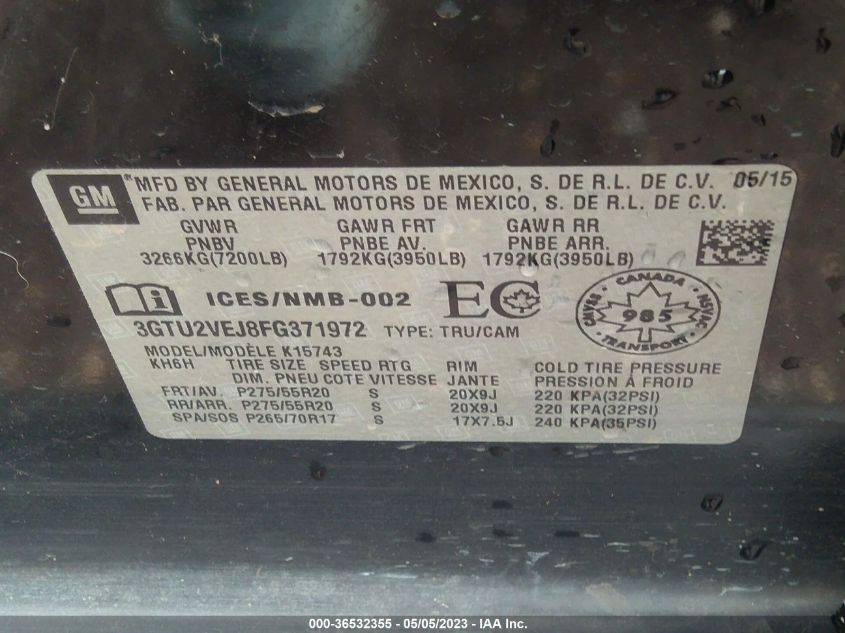 GM
MFD BY GENERAL MOTORS DE MEXICO, S. DE R.L. DE C.V. 05/15
FAB. PAR GENERAL MOTORS DE MEXICO, S. DE R.L. DE C.V.
GVWR GAWR FRT GAWR RR
PNBV PNBE AV. PNBE ARR.
3266KG(7200LB) 1792KG(3950LB) 1792KG(3950LB)
i ICES/NMB-002 EC
CANADA
CMVSS 985 NSVAC
TRANSPORT
3GTU2VEJ8FG371972 TYPE: TRU/CAM
MODEL/MODÈLE K15743
KH6H TIRE SIZE SPEED RTG RIM COLD TIRE PRESSURE
DIM. PNEU COTE VITESSE JANTE PRESSION À FROID
FRT/AV. P275/55R20 S 20X9J 220 KPA(32PSI)
RR/ARR. P275/55R20 S 20X9J 220 KPA(32PSI)
SPA/SOS P265/70R17 S 17X7.5J 240 KPA(35PSI)
000-36532355 - 05/05/2023 - IAA Inc.